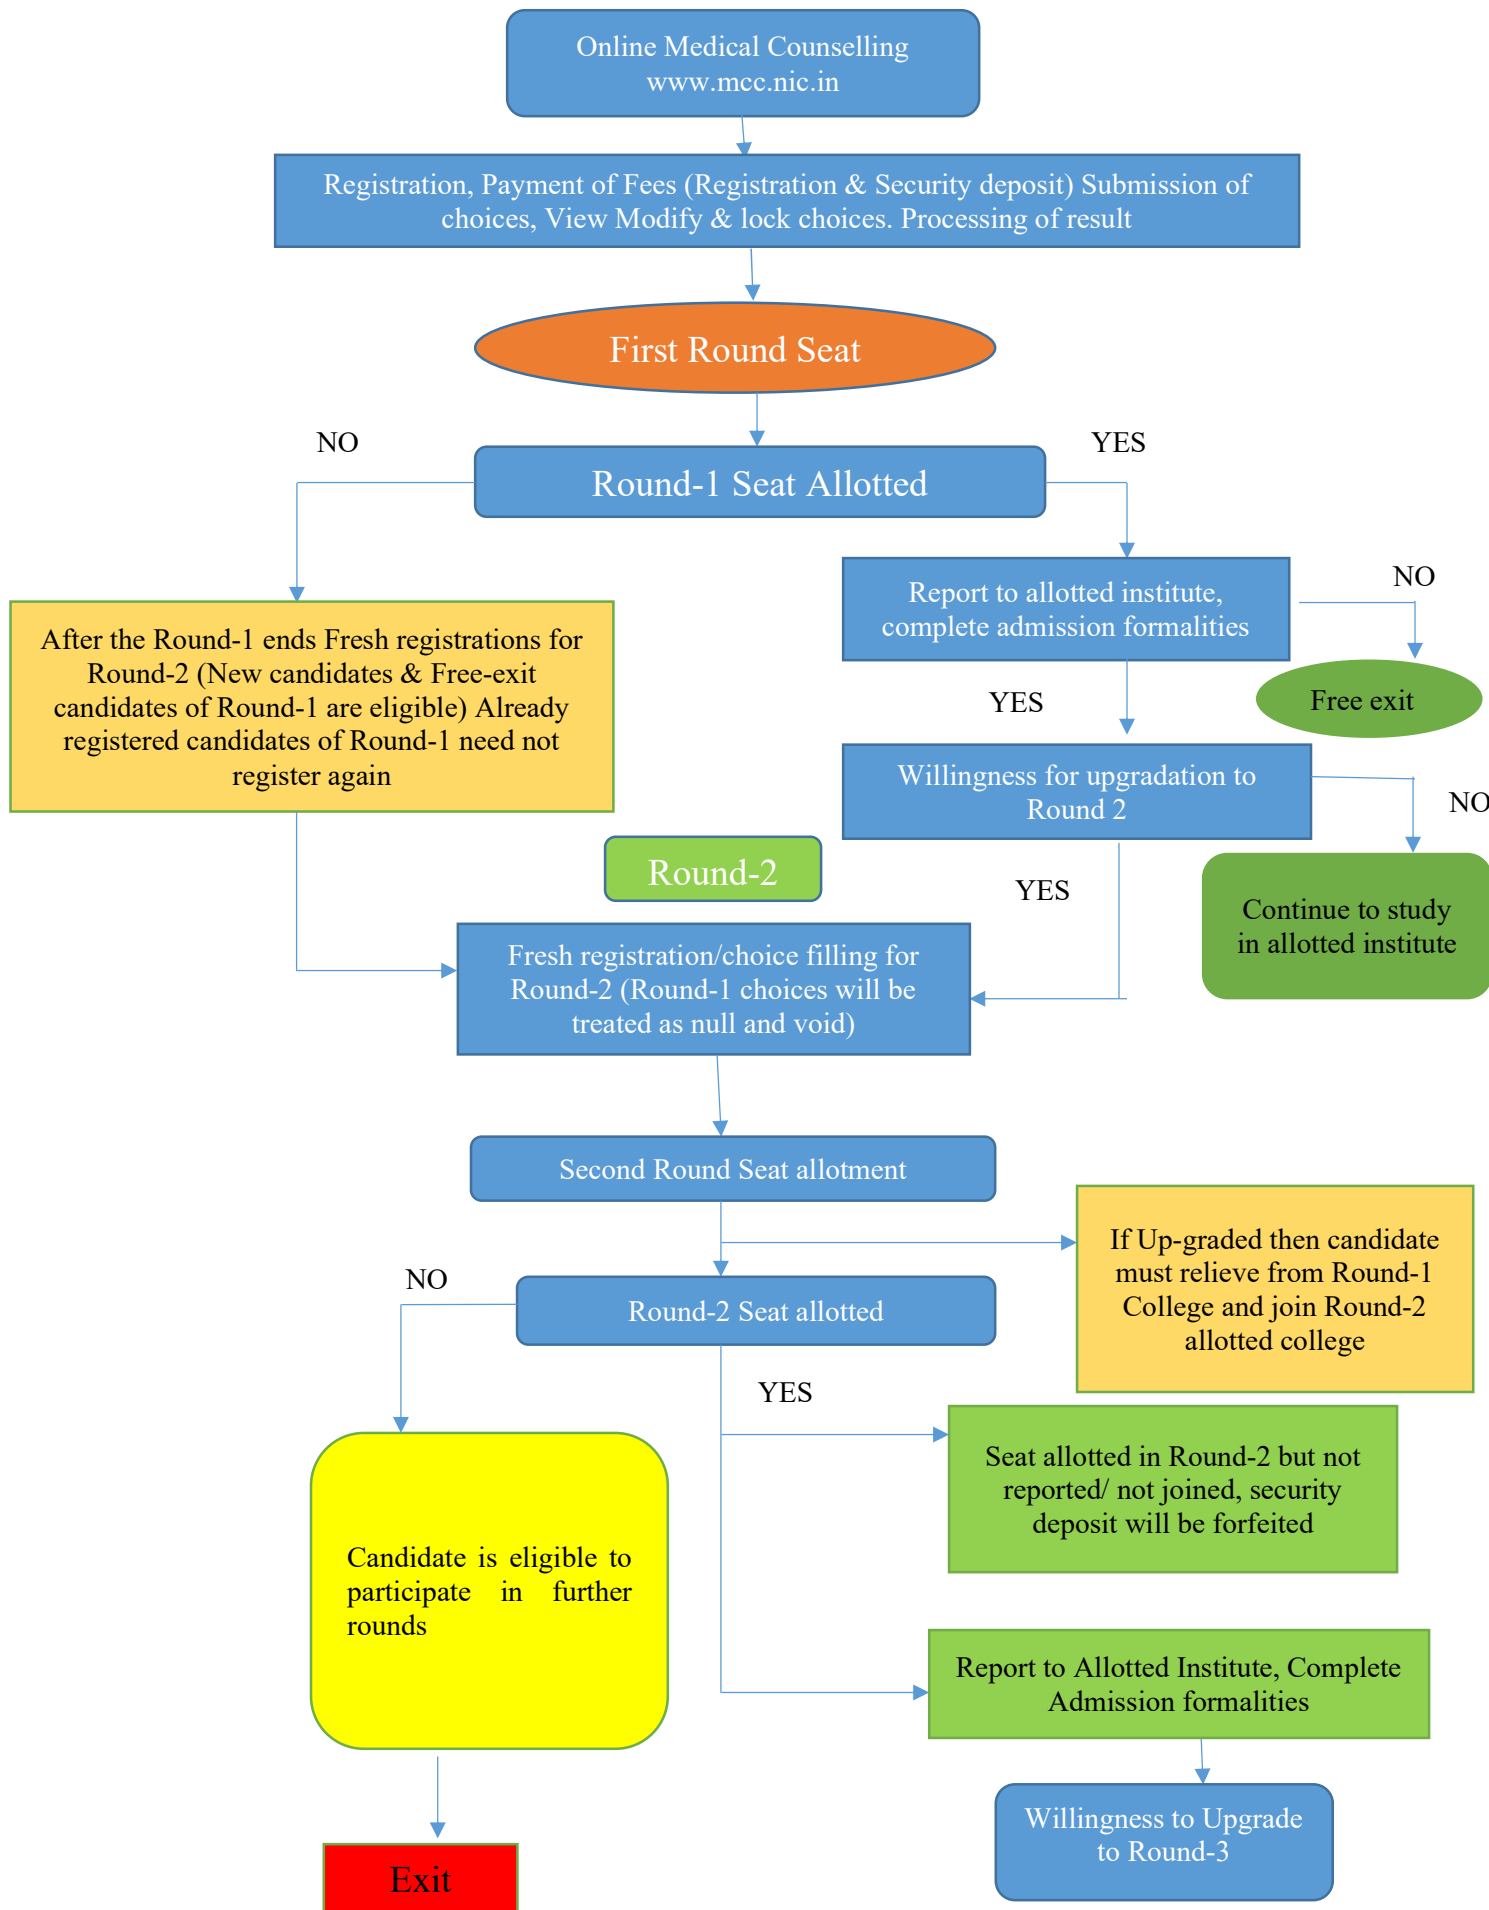 Online Medical Counselling
www.mcc.nic.in
Registration, Payment of Fees (Registration & Security deposit) Submission of
choices, View Modify & lock choices. Processing of result
First Round Seat
NO
YES
Round-1 Seat Allotted
Report to allotted institute,
complete admission formalities
NO
Free exit
After the Round-1 ends Fresh registrations for
Round-2 (New candidates & Free-exit
candidates of Round-1 are eligible) Already
registered candidates of Round-1 need not
register again
YES
Willingness for upgradation to
Round 2
NO
Round-2
YES
Continue to study
in allotted institute
Fresh registration/choice filling for
Round-2 (Round-1 choices will be
treated as null and void)
Second Round Seat allotment
If Up-graded then candidate
must relieve from Round-1
College and join Round-2
allotted college
NO
Round-2 Seat allotted
YES
Seat allotted in Round-2 but not
reported/ not joined, security
deposit will be forfeited
Candidate is eligible to
participate in further
rounds
Report to Allotted Institute, Complete
Admission formalities
Willingness to Upgrade
to Round-3
Exit